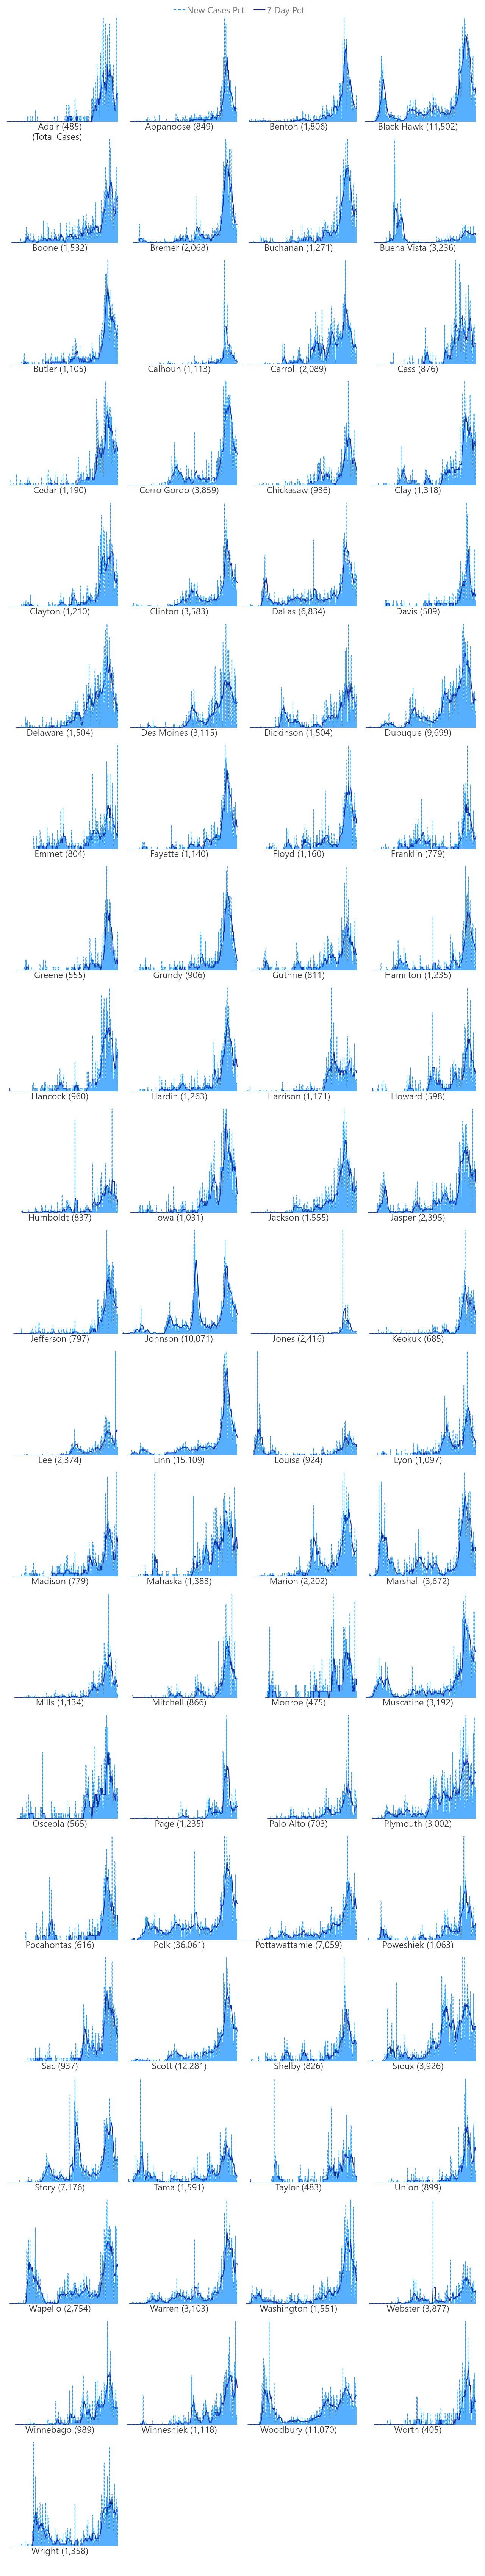 New Cases Pct 7 Day Pct
Adair (485) Appanoose (849) Benton (1,806) Black Hawk (11,502)
(Total Cases)
Boone (1,532) Bremer (2,068) Buchanan (1,271) Buena Vista (3,236)
Butler (1,105) Calhoun (1,113) Carroll (2,089) Cass (876)
Cedar (1,190) Cerro Gordo (3,859) Chickasaw (936) Clay (1,318)
Clayton (1,210) Clinton (3,583) Dallas (6,834) Davis (509)
Delaware (1,504) Des Moines (3,115) Dickinson (1,504) Dubuque (9,699)
Emmet (804) Fayette (1,140) Floyd (1,160) Franklin (779)
Greene (555) Grundy (906) Guthrie (811) Hamilton (1,235)
Hancock (960) Hardin (1,263) Harrison (1,171) Howard (598)
Humboldt (837) Iowa (1,031) Jackson (1,555) Jasper (2,395)
Jefferson (797) Johnson (10,071) Jones (2,416) Keokuk (685)
Lee (2,374) Linn (15,109) Louisa (924) Lyon (1,097)
Madison (779) Mahaska (1,383) Marion (2,202) Marshall (3,672)
Mills (1,134) Mitchell (866) Monroe (475) Muscatine (3,192)
Osceola (565) Page (1,235) Palo Alto (703) Plymouth (3,002)
Pocahontas (616) Polk (36,061) Pottawattamie (7,059) Poweshiek (1,063)
Sac (937) Scott (12,281) Shelby (826) Sioux (3,926)
Story (7,176) Tama (1,591) Taylor (483) Union (899)
Wapello (2,754) Warren (3,103) Washington (1,551) Webster (3,877)
Winnebago (989) Winneshiek (1,118) Woodbury (11,070) Worth (405)
Wright (1,358)